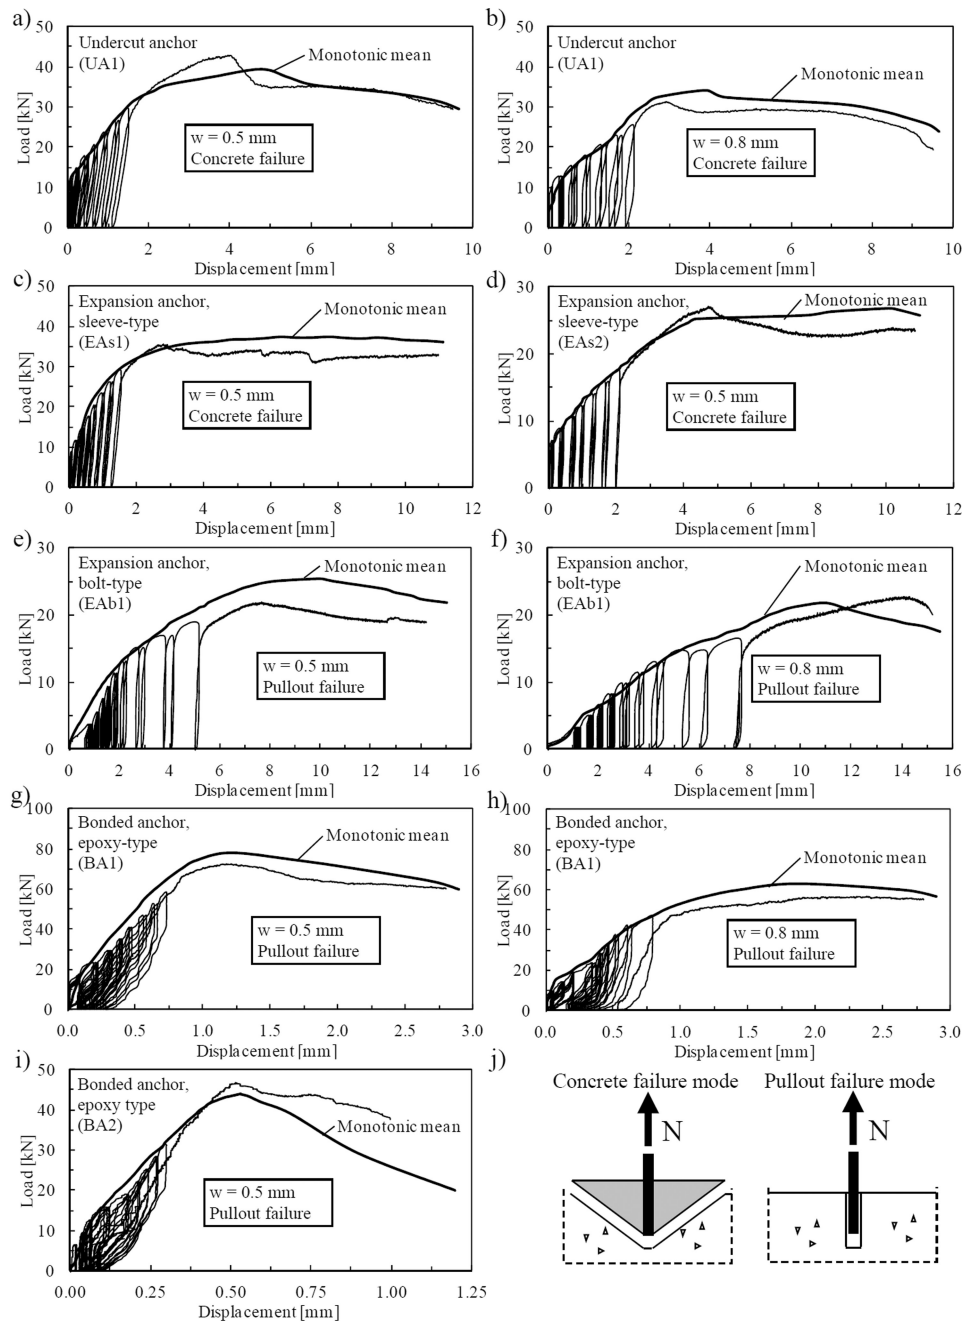 a)
50
40
30
20
10
0
Load [kN]
Undercut anchor
(UA1)
Monotonic mean
w = 0.5 mm
Concrete failure
0 2 4 6 8 10
Displacement [mm]
b)
50
40
30
20
10
0
Load [kN]
Undercut anchor
(UA1)
Monotonic mean
w = 0.8 mm
Concrete failure
0 2 4 6 8 10
Displacement [mm]
c)
50
40
30
20
10
0
Load [kN]
Expansion anchor,
sleeve-type
(EAs1)
Monotonic mean
w = 0.5 mm
Concrete failure
0 2 4 6 8 10 12
Displacement [mm]
d)
30
20
10
0
Load [kN]
Expansion anchor,
sleeve-type
(EAs2)
Monotonic mean
w = 0.5 mm
Concrete failure
0 2 4 6 8 10 12
Displacement [mm]
e)
30
20
10
0
Load [kN]
Expansion anchor,
bolt-type
(EAb1)
Monotonic mean
w = 0.5 mm
Pullout failure
0 2 4 6 8 10 12 14 16
Displacement [mm]
f)
30
20
10
0
Load [kN]
Expansion anchor,
bolt-type
(EAb1)
Monotonic mean
w = 0.8 mm
Pullout failure
0 2 4 6 8 10 12 14 16
Displacement [mm]
g)
100
80
60
40
20
0
Load [kN]
Bonded anchor,
epoxy-type
(BA1)
Monotonic mean
w = 0.5 mm
Pullout failure
0.0 0.5 1.0 1.5 2.0 2.5 3.0
Displacement [mm]
h)
100
80
60
40
20
0
Load [kN]
Bonded anchor,
epoxy-type
(BA1)
Monotonic mean
w = 0.8 mm
Pullout failure
0.0 0.5 1.0 1.5 2.0 2.5 3.0
Displacement [mm]
i)
50
40
30
20
10
0
Load [kN]
Bonded anchor,
epoxy type
(BA2)
Monotonic mean
w = 0.5 mm
Pullout failure
0.00 0.25 0.50 0.75 1.00 1.25
Displacement [mm]
j)
Concrete failure mode
N
Pullout failure mode
N